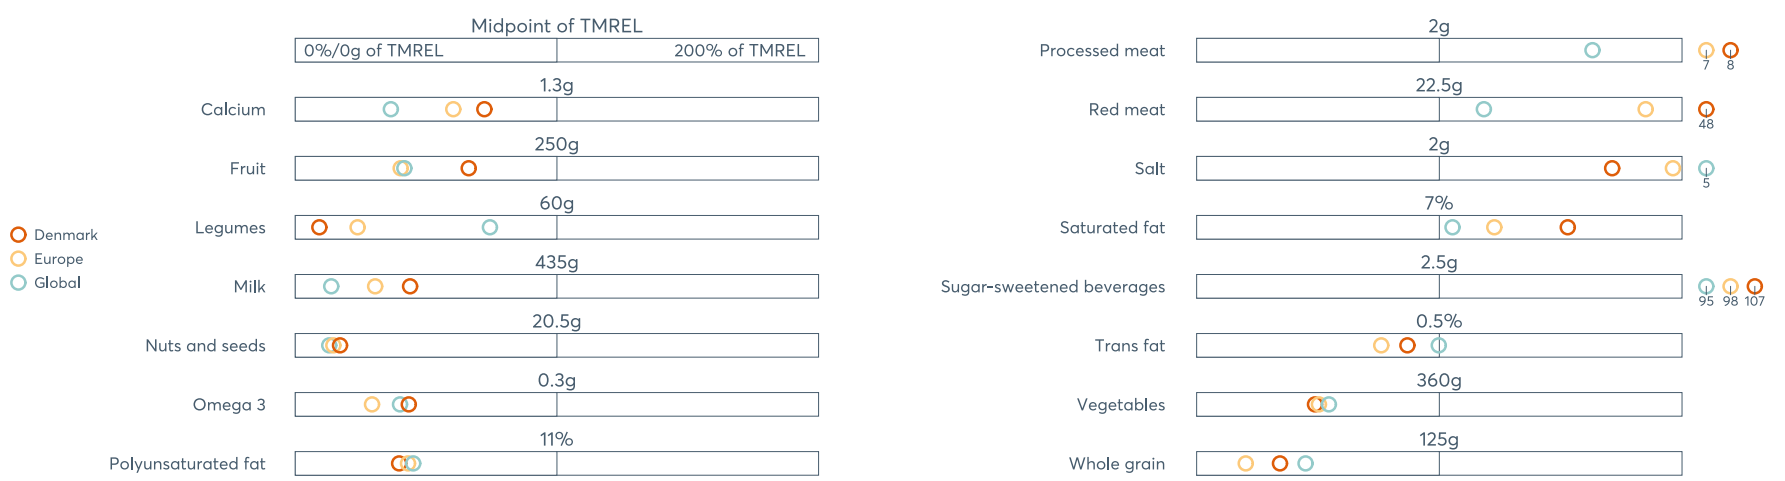 Midpoint of TMREL
0%/0g of TMREL 200% of TMREL
Calcium 1.3g
Fruit 250g
Legumes 60g
Milk 435g
Nuts and seeds 20.5g
Omega 3 0.3g
Polyunsaturated fat 11%
Denmark
Europe
Global
Processed meat 2g
7 8
Red meat 22.5g
48
Salt 2g
5
Saturated fat 7%
Sugar-sweetened beverages 2.5g
95 98 107
Trans fat 0.5%
Vegetables 360g
Whole grain 125g